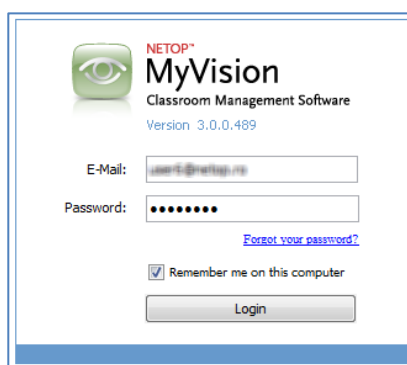 NETOP™
MyVision
Classroom Management Software
Version 3.0.0.489
E-Mail:
Password: ••••••••
Forgot your password?
Remember me on this computer
Login